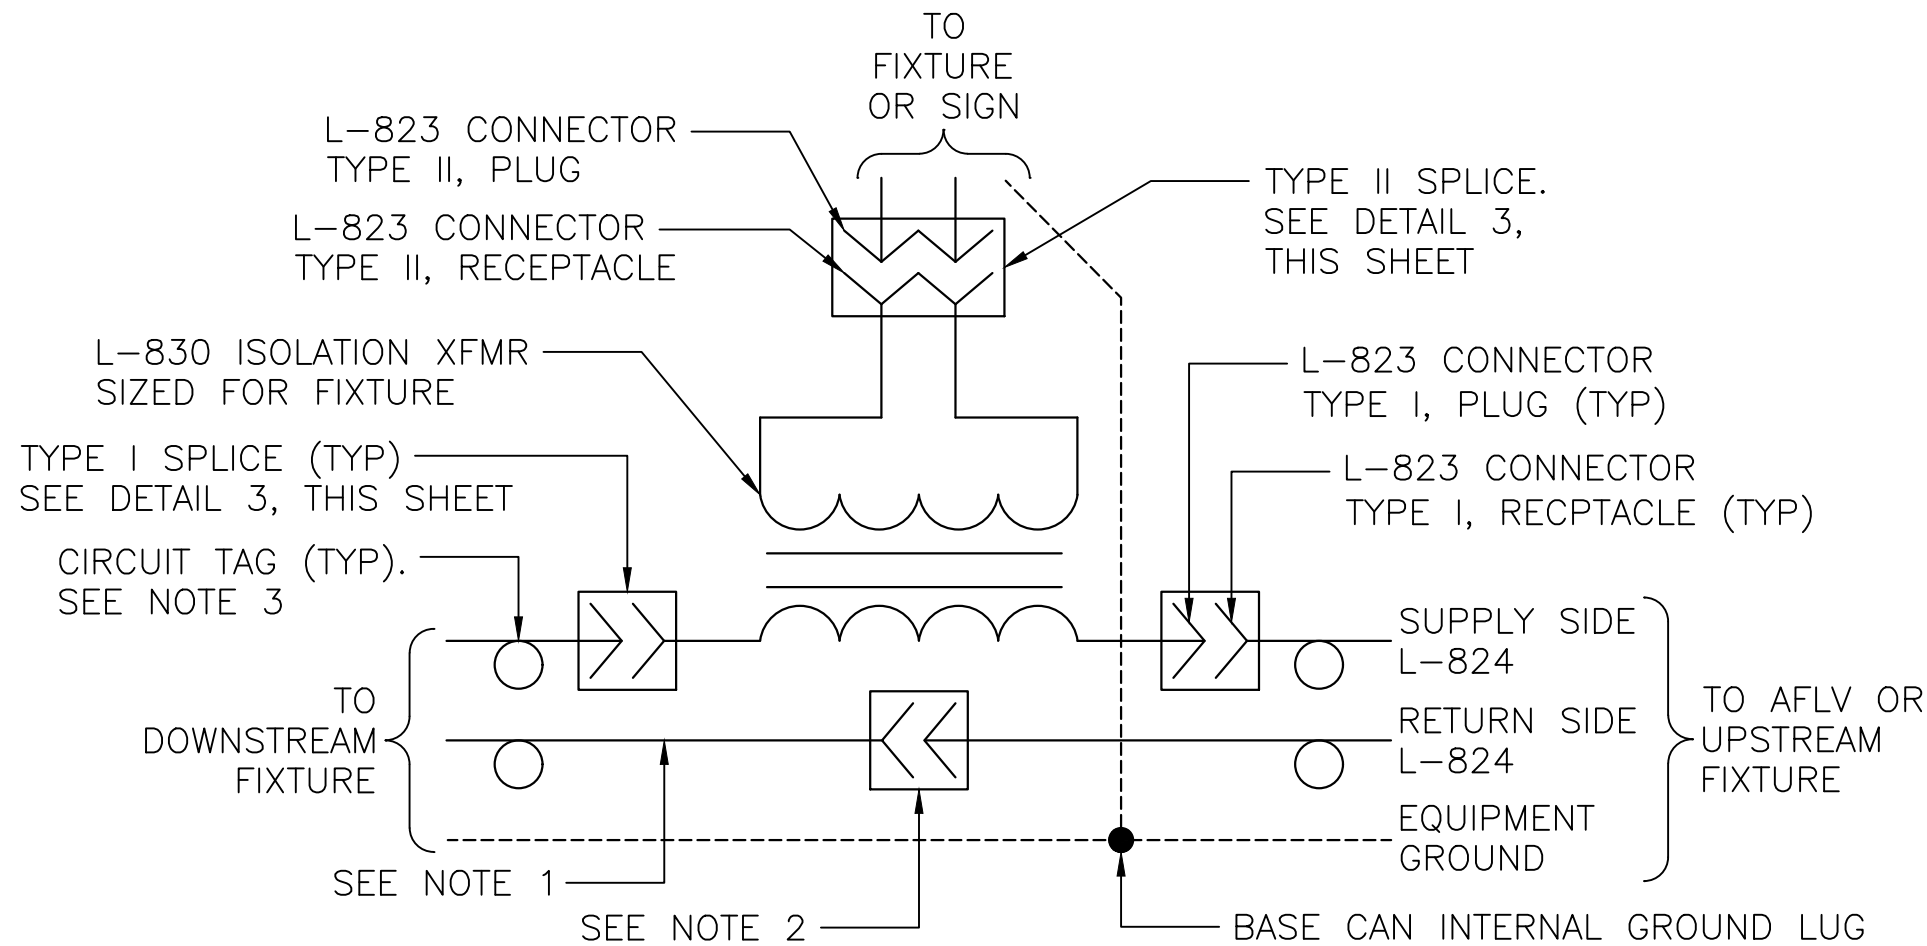 TO
FIXTURE
OR SIGN
L-823 CONNECTOR
TYPE II, PLUG
L-823 CONNECTOR
TYPE II, RECEPTACLE
TYPE II SPLICE.
SEE DETAIL 3,
THIS SHEET
L-830 ISOLATION XFMR
SIZED FOR FIXTURE
L-823 CONNECTOR
TYPE I, PLUG (TYP)
TYPE I SPLICE (TYP)
SEE DETAIL 3, THIS SHEET
L-823 CONNECTOR
TYPE I, RECPTACLE (TYP)
CIRCUIT TAG (TYP).
SEE NOTE 3
SUPPLY SIDE
L-824
TO
DOWNSTREAM
FIXTURE
RETURN SIDE
L-824
TO AFLV OR
UPSTREAM
FIXTURE
EQUIPMENT
GROUND
SEE NOTE 1
SEE NOTE 2
BASE CAN INTERNAL GROUND LUG